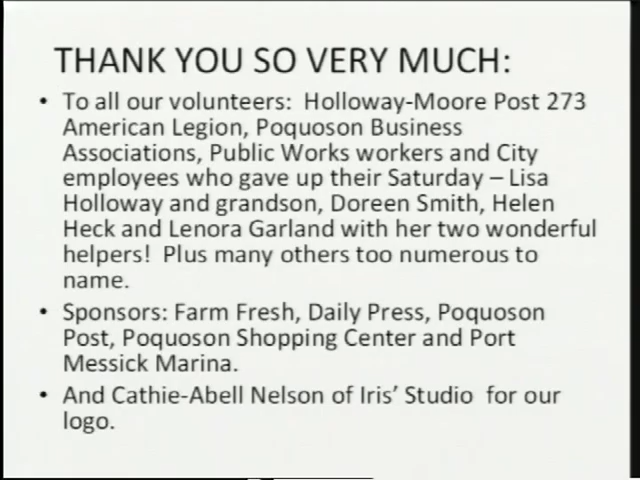 THANK YOU SO VERY MUCH:
• To all our volunteers:  Holloway-Moore Post 273
American Legion, Poquoson Business
Associations, Public Works workers and City
employees who gave up their Saturday – Lisa
Holloway and grandson, Doreen Smith, Helen
Heck and Lenora Garland with her two wonderful
helpers!  Plus many others too numerous to
name.
• Sponsors: Farm Fresh, Daily Press, Poquoson
Post, Poquoson Shopping Center and Port
Messick Marina.
• And Cathie-Abell Nelson of Iris’ Studio  for our
logo.